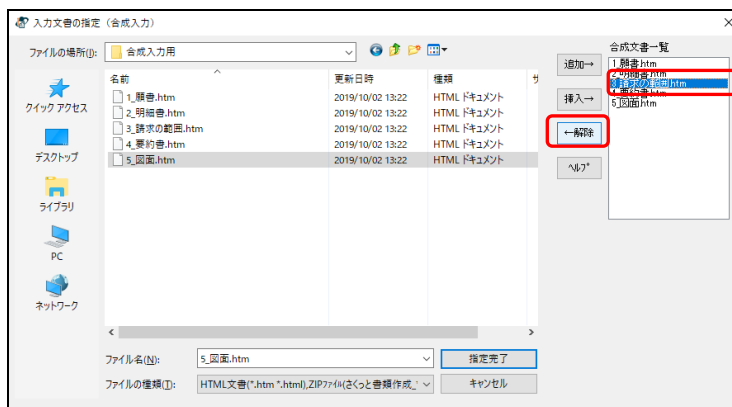 入力文書の指定（合成入力）
ファイルの場所(I):
合成入力用
名前
更新日時
種類
サ
1_願書.htm
2019/10/02 13:22
HTML ドキュメント
2_明細書.htm
2019/10/02 13:22
HTML ドキュメント
3_請求の範囲.htm
2019/10/02 13:22
HTML ドキュメント
4_要約書.htm
2019/10/02 13:22
HTML ドキュメント
5_図面.htm
2019/10/02 13:22
HTML ドキュメント
クイック アクセス
デスクトップ
ライブラリ
PC
ネットワーク
ファイル名(N):
5_図面.htm
指定完了
ファイルの種類(T):
HTML文書(*.htm *.html),ZIPファイル(さくっと書類作成_
キャンセル
追加→
挿入→
←解除
ヘルプ
合成文書一覧
1_願書.htm
2_明細書.htm
3_請求の範囲.htm
4_要約書.htm
5_図面.htm